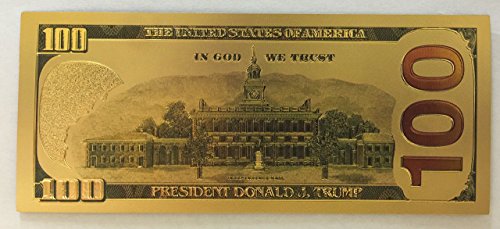 100
THE UNITED STATES OF AMERICA
IN GOD WE TRUST
100
100
PRESIDENT DONALD J. TRUMP